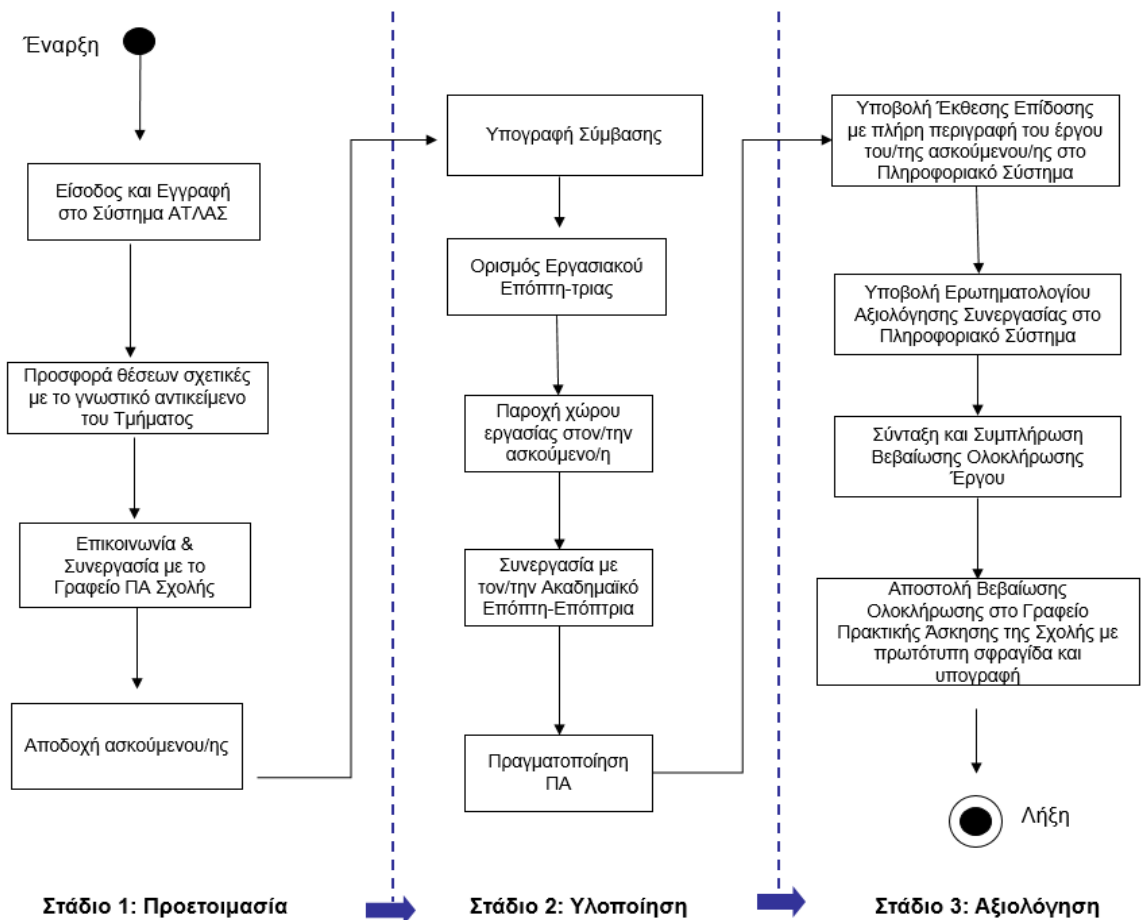 Έναρξη
Είσοδος και Εγγραφή
στο Σύστημα ΑΤΛΑΣ
Προσφορά θέσεων σχετικές
με το γνωστικό αντικείμενο
του Τμήματος
Επικοινωνία &
Συνεργασία με το
Γραφείο ΠΑ Σχολής
Αποδοχή ασκούμενου/ης
Στάδιο 1: Προετοιμασία
Υπογραφή Σύμβασης
Ορισμός Εργασιακού
Επόπτη-τριας
Παροχή χώρου
εργασίας στον/την
ασκούμενο/η
Συνεργασία με
τον/την Ακαδημαϊκό
Επόπτη-Επόπτρια
Πραγματοποίηση
ΠΑ
Στάδιο 2: Υλοποίηση
Υποβολή Έκθεσης Επίδοσης
με πλήρη περιγραφή του έργου
του/της ασκούμενου/ης στο
Πληροφοριακό Σύστημα
Υποβολή Ερωτηματολογίου
Αξιολόγησης Συνεργασίας στο
Πληροφοριακό Σύστημα
Σύνταξη και Συμπλήρωση
Βεβαίωσης Ολοκλήρωσης
Έργου
Αποστολή Βεβαίωσης
Ολοκλήρωσης στο Γραφείο
Πρακτικής Άσκησης της Σχολής με
πρωτότυπη σφραγίδα και
υπογραφή
Λήξη
Στάδιο 3: Αξιολόγηση